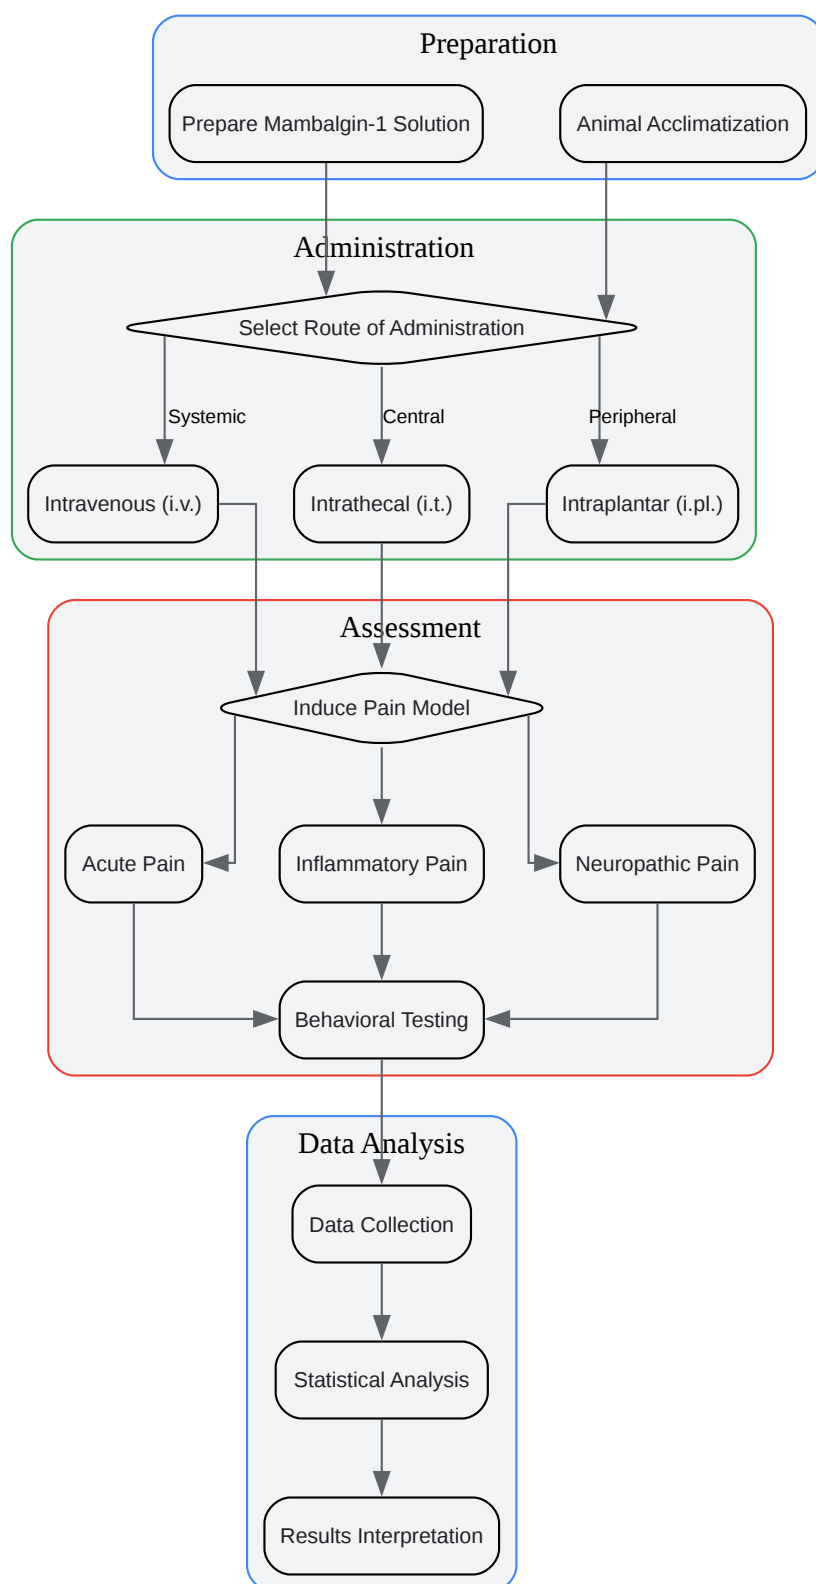 Preparation
Prepare Mambalgin-1 Solution
Animal Acclimatization
Administration
Select Route of Administration
Systemic
Central
Peripheral
Intravenous (i.v.)
Intrathecal (i.t.)
Intraplantar (i.pl.)
Assessment
Induce Pain Model
Acute Pain
Inflammatory Pain
Neuropathic Pain
Behavioral Testing
Data Analysis
Data Collection
Statistical Analysis
Results Interpretation